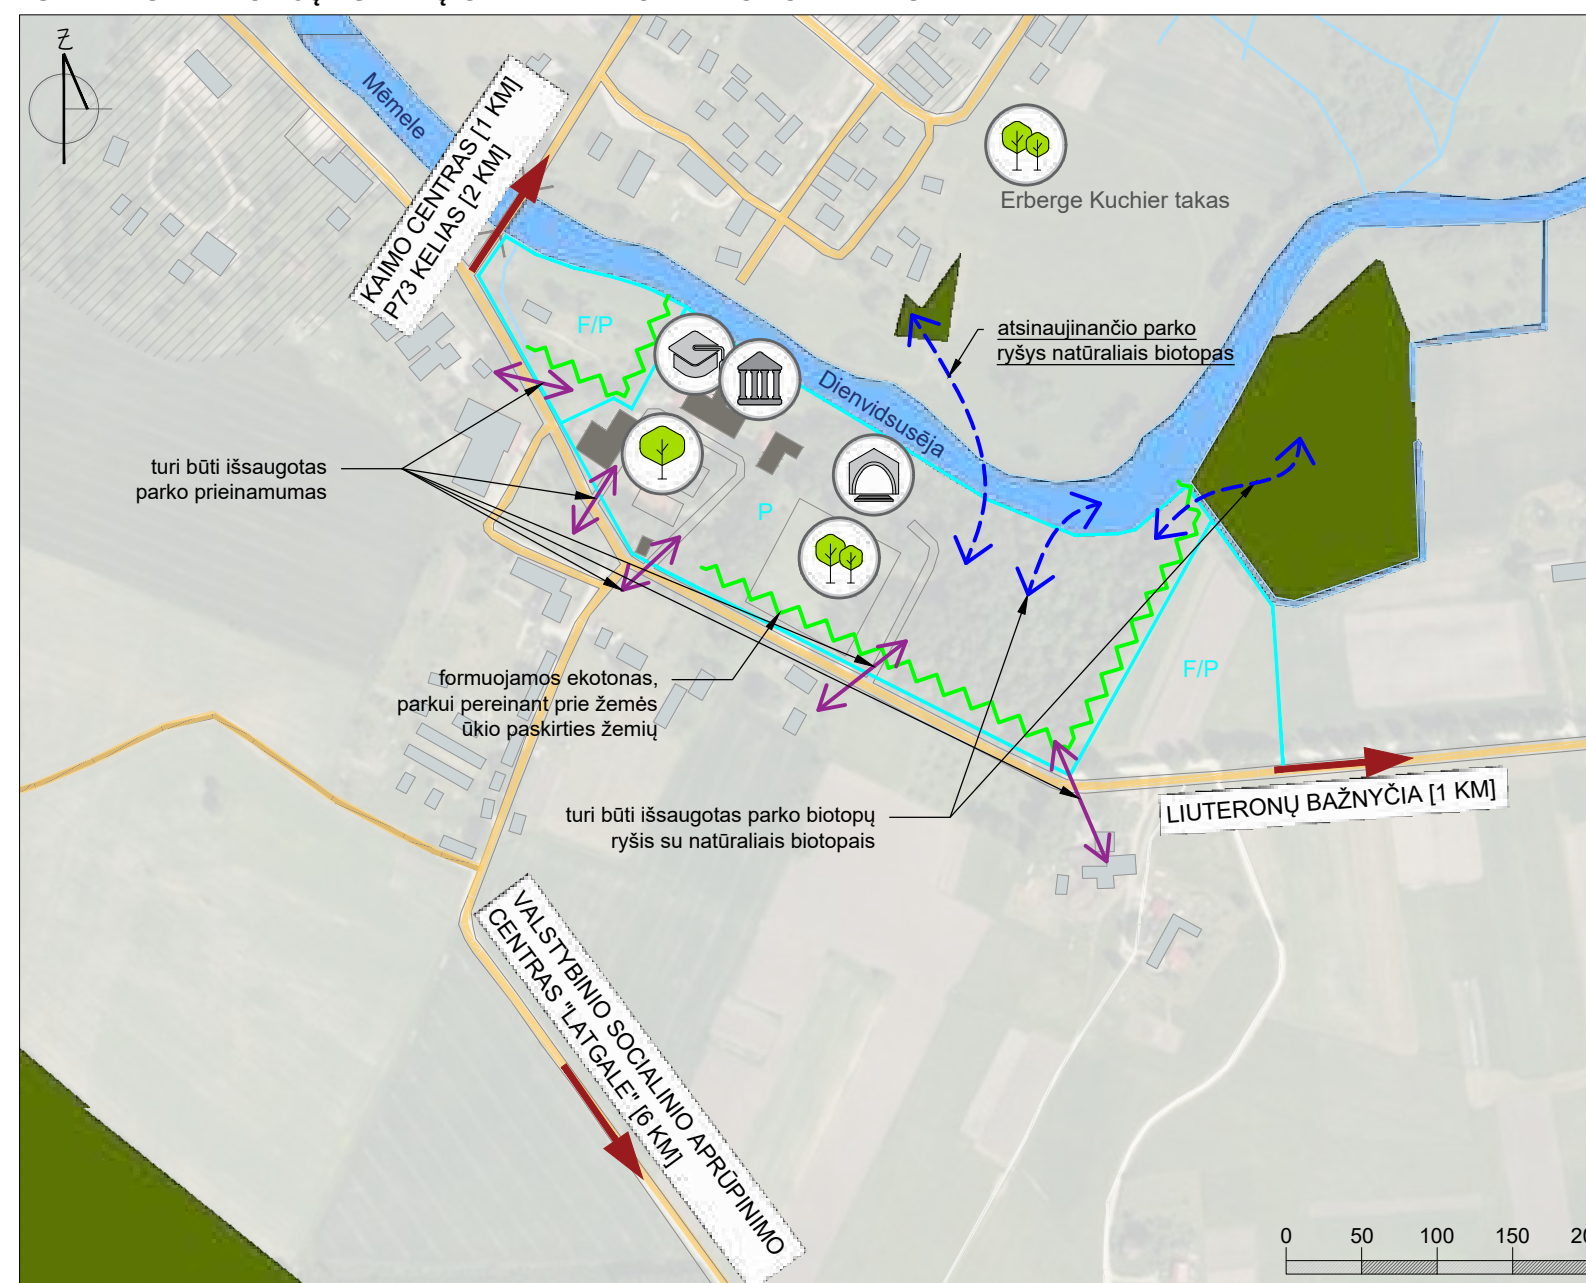 Z
Mēmele
KAIMO CENTRAS [1 KM]
P73 KELIAS [2 KM]
Erberge Kuchier takas
F/P
atsinaujinančio parko
ryšys natūraliais biotopas
Dienvidsusēja
turi būti išsaugotas
parko prieinamumas
P
formuojamos ekotonas,
parkui pereinant prie žemės
ūkio paskirties žemių
F/P
turi būti išsaugotas parko biotopų
ryšis su natūraliais biotopais
LIUTERONŲ BAŽNYČIA [1 KM]
VALSTYBINIO SOCIALINIO APRŪPINIMO
CENTRAS "LATGALE" [6 KM]
0 50 100 150